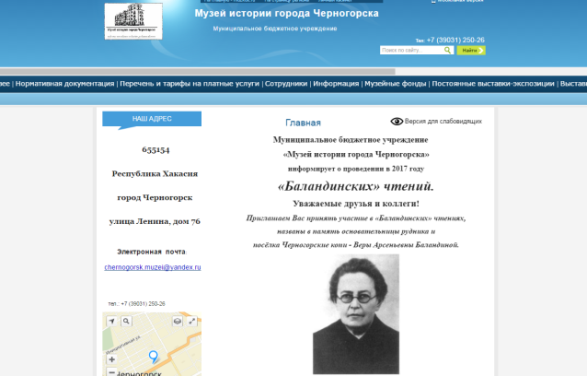 Музей истории города Черногорска
Муниципальное бюджетное учреждение
тел: +7 (39031) 250-26
Поиск по сайту
Найти
рее | Нормативная документация | Перечень и тарифы на платные услуги | Сотрудники | Информация | Музейные фонды | Постоянные выставки-экспозиции | Выстав
НАШ АДРЕС
655154
Республика Хакасия
город Черногорск
улица Ленина, дом 76
Электронная почта
chernogorsk.muzei@yandex.ru
тел.: +7 (39031) 250-26
Черногорск
Главная
Версия для слабовидящих
Муниципальное бюджетное учреждение
«Музей истории города Черногорска»
информирует о проведении в 2017 году
«Баландинских» чтений.
Уважаемые друзья и коллеги!
Приглашаем Вас принять участие в «Баландинских» чтениях,
названы в память основательницы рудника и
посёлка Черногорские копи - Веры Арсеньевны Баландиной.